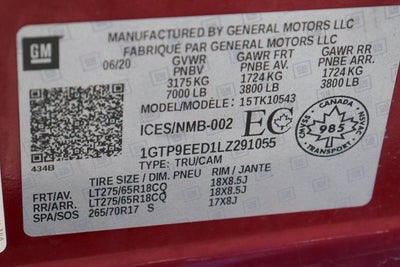 GM
MANUFACTURED BY GENERAL MOTORS LLC
FABRIQUÉ PAR GENERAL MOTORS LLC
06/20 GVWR GAWR FRT GAWR RR
PNBV PNBE AV. PNBE ARR.
3175 KG 1724 KG 1724 KG
7000 LB 3800 LB 3800 LB
MODEL/MODÈLE: 15TK10543
ICES/NMB-002 EC
CANADA
985
TRANSPORT
1GTP9EED1LZ291055
434B TYPE: TRU/CAM
TIRE SIZE / DIM. PNEU RIM / JANTE
FRT/AV. LT275/65R18CQ 18X8.5J
RR/ARR. LT275/65R18CQ 18X8.5J
SPA/SOS 265/70R17 S 17X8J